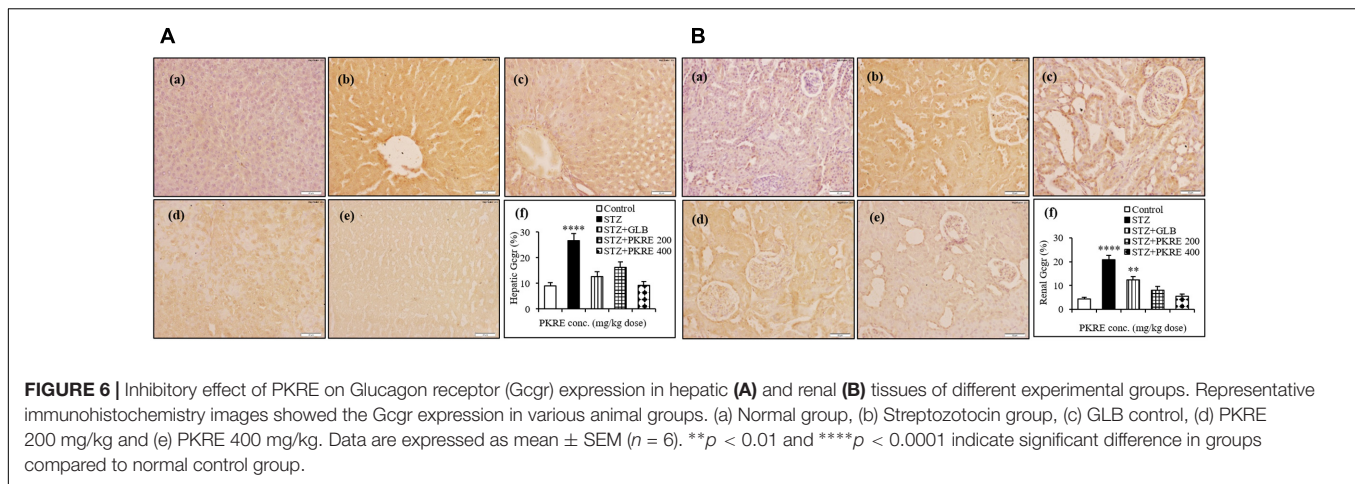 A
B
(a)
(b)
(c)
(a)
(b)
(c)
(d)
(e)
(f)
Control
STZ
STZ+GLB
STZ+PKRE 200
STZ+PKRE 400
Hepatic Gcgr (%)
30
20
10
0
****
PKRE conc. (mg/kg dose)
(d)
(e)
(f)
Control
STZ
STZ+GLB
STZ+PKRE 200
STZ+PKRE 400
Renal Gcgr (%)
30
20
10
0
****
**
PKRE conc. (mg/kg dose)
FIGURE 6 | Inhibitory effect of PKRE on Glucagon receptor (Gcgr) expression in hepatic (A) and renal (B) tissues of different experimental groups. Representative
immunohistochemistry images showed the Gcgr expression in various animal groups. (a) Normal group, (b) Streptozotocin group, (c) GLB control, (d) PKRE
200 mg/kg and (e) PKRE 400 mg/kg. Data are expressed as mean ± SEM (n = 6). **p < 0.01 and ****p < 0.0001 indicate significant difference in groups
compared to normal control group.